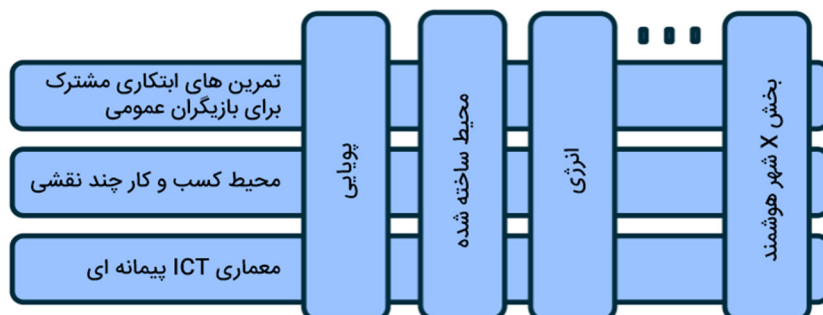 تمرین های ابتکاری مشترک
برای بازیگران عمومی
محیط کسب و کار چند نقشی
معماری ICT پیمانه ای
پویایی
محیط ساخته شده
انرژی
بخش X شهر هوشمند